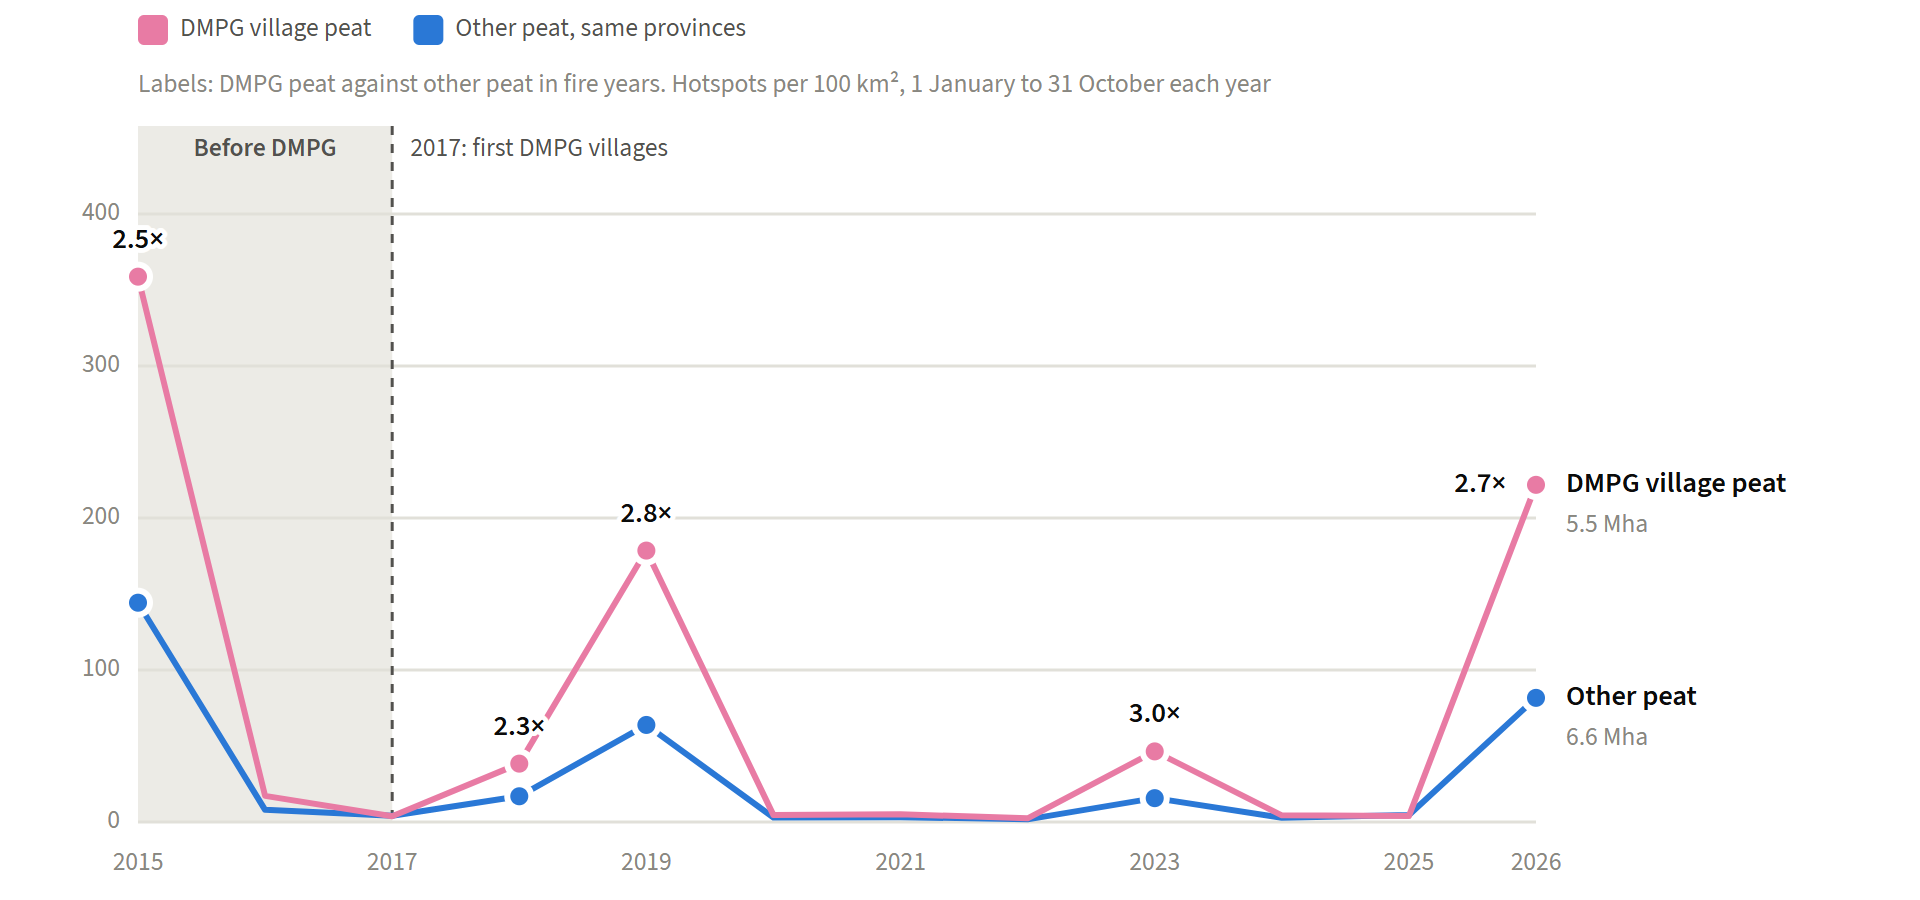 DMPG village peat
Other peat, same provinces
Labels: DMPG peat against other peat in fire years. Hotspots per 100 km², 1 January to 31 October each year
Before DMPG
2017: first DMPG villages
400
2.5×
300
2.7×
DMPG village peat
5.5 Mha
200
2.8×
100
2.3×
3.0×
Other peat
6.6 Mha
0
2015
2017
2019
2021
2023
2025
2026